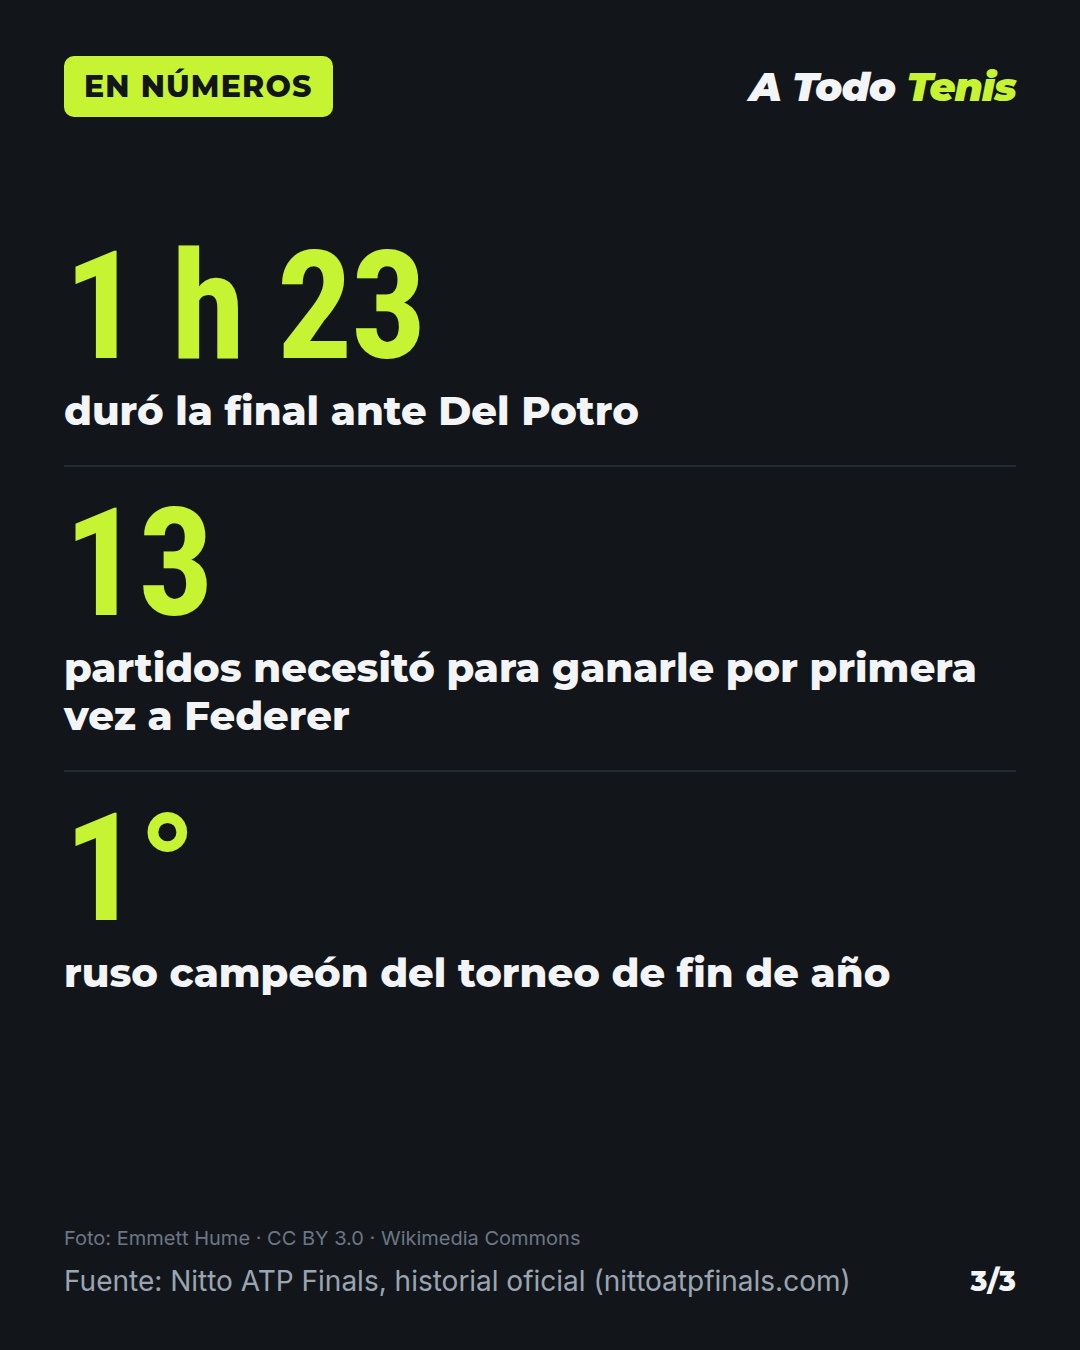 EN NÚMEROS
A Todo Tenis
1 h 23
duró la final ante Del Potro
13
partidos necesitó para ganarle por primera
vez a Federer
1°
ruso campeón del torneo de fin de año
Foto: Emmett Hume · CC BY 3.0 · Wikimedia Commons
Fuente: Nitto ATP Finals, historial oficial (nittoatpfinals.com)
3/3